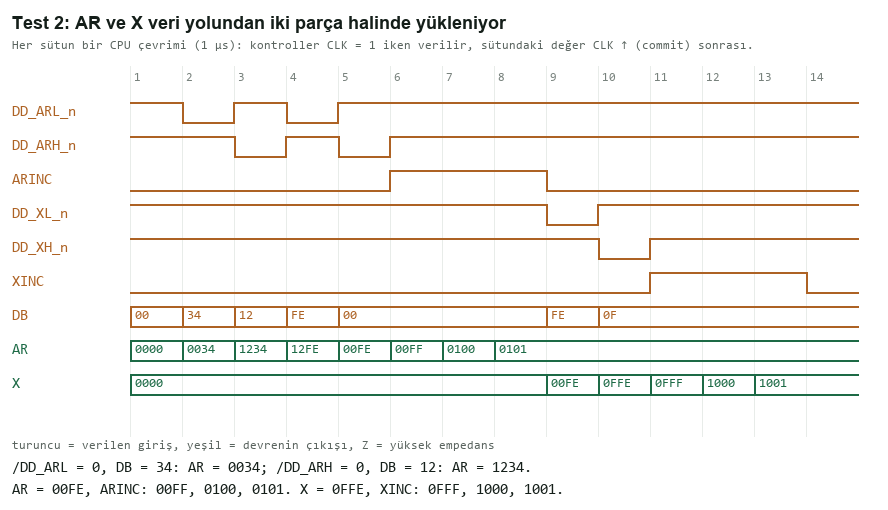 Test 2: AR ve X veri yolundan iki parça halinde yükleniyor
Her sütun bir CPU çevrimi (1 µs): kontroller CLK = 1 iken verilir, sütundaki değer CLK ↑ (commit) sonrası.
1 2 3 4 5 6 7 8 9 10 11 12 13 14
DD_ARL_n
DD_ARH_n
ARINC
DD_XL_n
DD_XH_n
XINC
DB 00 34 12 FE 00 FE 0F
AR 0000 0034 1234 12FE 00FE 00FF 0100 0101
X 0000 00FE 0FFE 0FFF 1000 1001
turuncu = verilen giriş, yeşil = devrenin çıkışı, Z = yüksek empedans
/DD_ARL = 0, DB = 34: AR = 0034; /DD_ARH = 0, DB = 12: AR = 1234.
AR = 00FE, ARINC: 00FF, 0100, 0101. X = 0FFE, XINC: 0FFF, 1000, 1001.